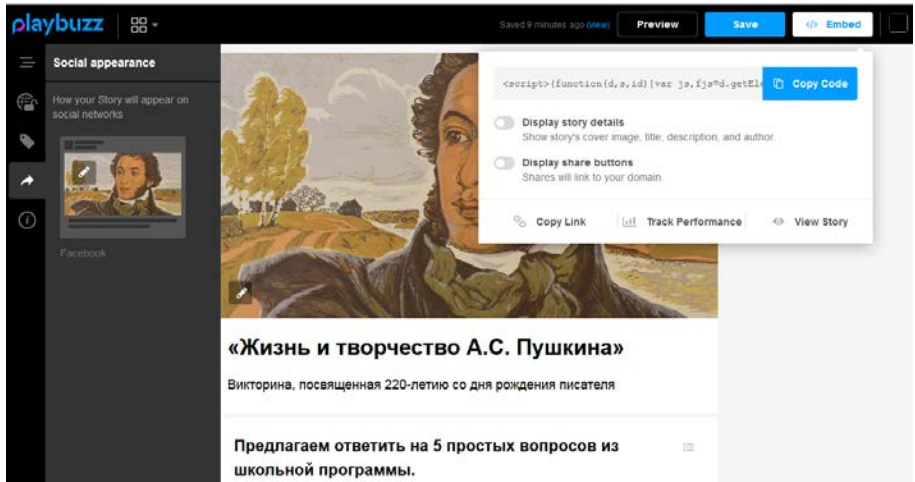 playbuzz
Saved 9 minutes ago (view)
Preview
Save
</> Embed
Social appearance
How your Story will appear on
social networks
Facebook
<script>(function(d,s,id){var js,fjs=d.getEle
Copy Code
Display story details
Show story's cover image, title, description, and author.
Display share buttons
Shares will link to your domain.
Copy Link
Track Performance
View Story
«Жизнь и творчество А.С. Пушкина»
Викторина, посвященная 220-летию со дня рождения писателя
Предлагаем ответить на 5 простых вопросов из
школьной программы.